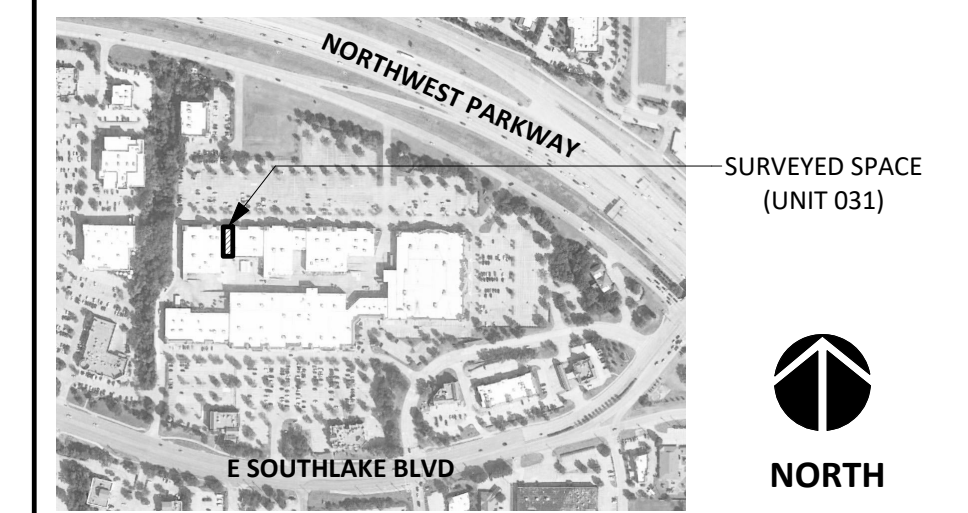 NORTHWEST PARKWAY
SURVEYED SPACE
(UNIT 031)
E SOUTHLAKE BLVD
NORTH